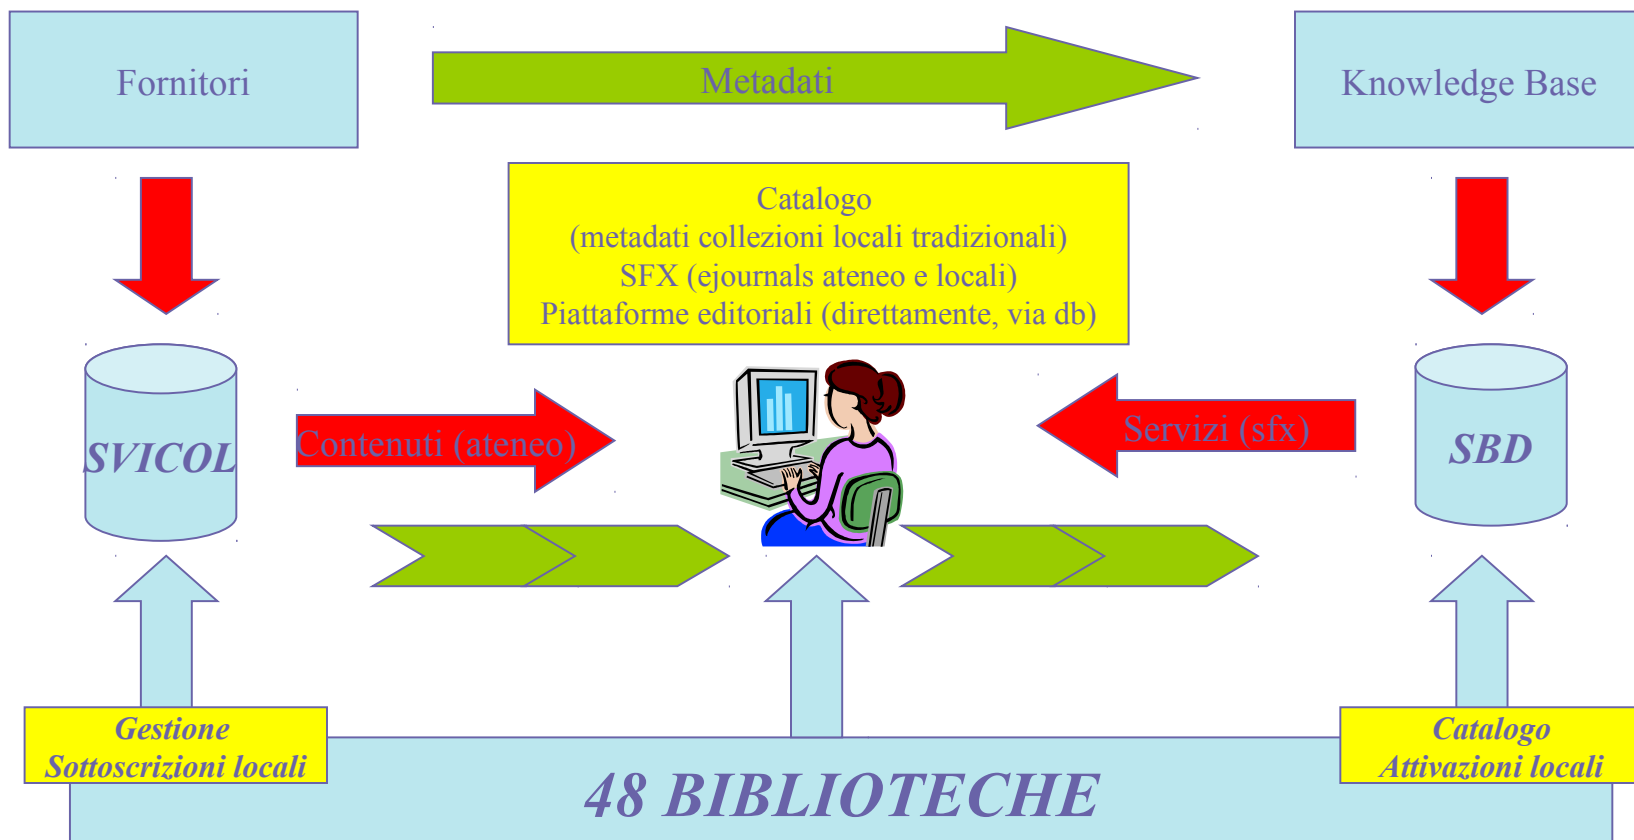 Fornitori
Metadati
Knowledge Base
Catalogo
(metadati collezioni locali tradizionali)
SFX (ejournals ateneo e locali)
Piattaforme editoriali (direttamente, via db)
SVICOL
Contenuti (ateneo)
Servizi (sfx)
SBD
Gestione
Sottoscrizioni locali
Catalogo
Attivazioni locali
48 BIBLIOTECHE